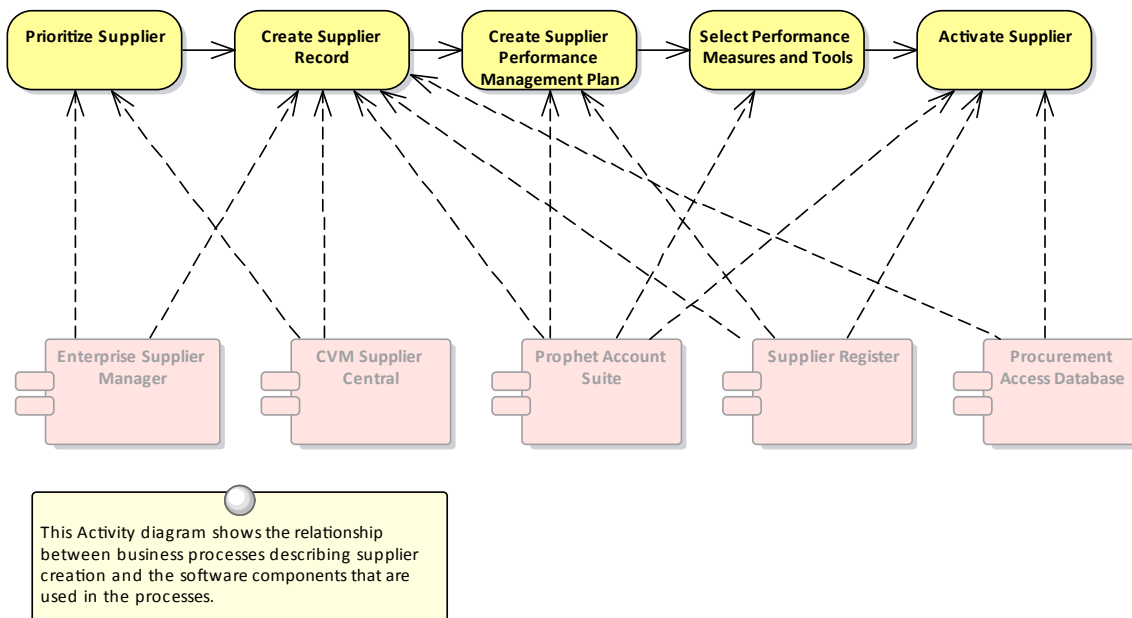 Prioritize Supplier
Create Supplier
Record
Create Supplier
Performance
Management Plan
Select Performance
Measures and Tools
Activate Supplier
Enterprise Supplier
Manager
CVM Supplier
Central
Prophet Account
Suite
Supplier Register
Procurement
Access Database
This Activity diagram shows the relationship
between business processes describing supplier
creation and the software components that are
used in the processes.